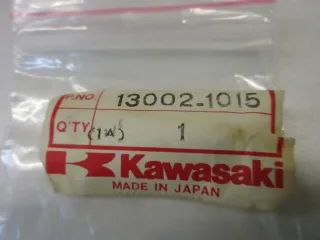 P.NO. 13002-1015
Q'TY (1A) 1
Kawasaki
MADE IN JAPAN